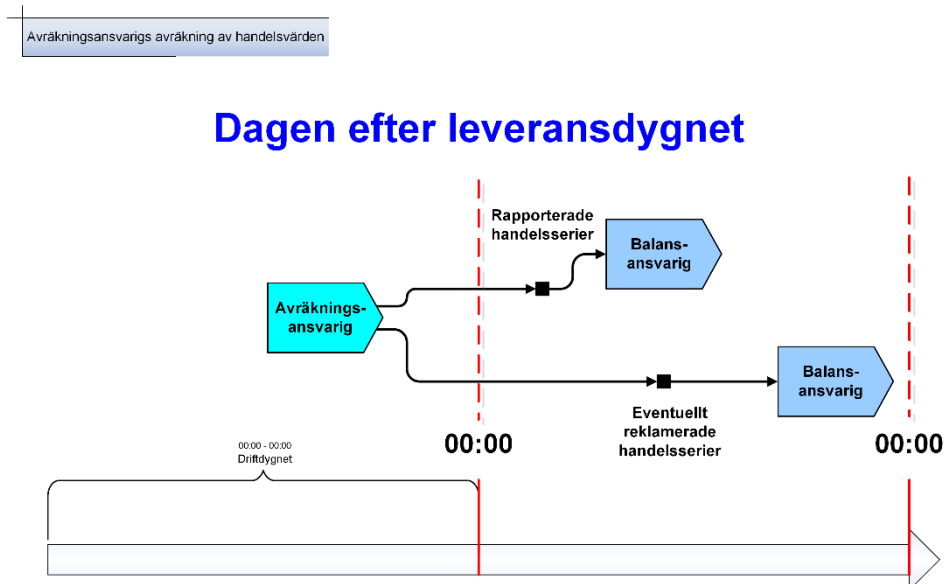 Avräkningsansvarigs avräkning av handelsvärden
Dagen efter leveransdygnet
Rapporterade
handelsserier
Balans-
ansvarig
Avräknings-
ansvarig
Balans-
ansvarig
Eventuellt
reklamerade
handelsserier
00:00
00:00
00:00 - 00:00
Driftdygnet